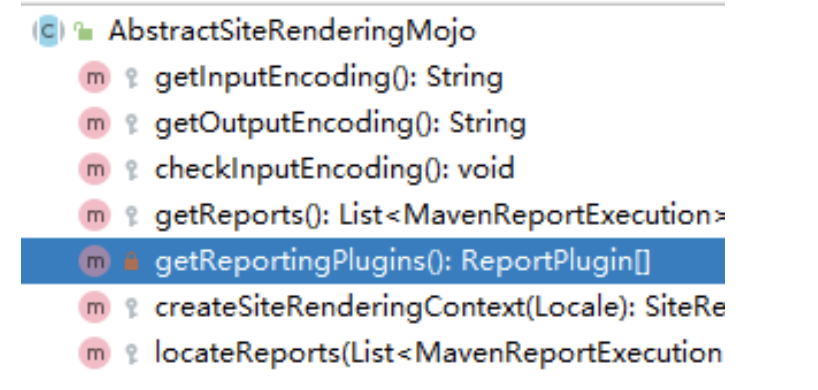 C AbstractSiteRenderingMojo
m getInputEncoding(): String
m getOutputEncoding(): String
m checkInputEncoding(): void
m getReports(): List<MavenReportExecution>
m getReportingPlugins(): ReportPlugin[]
m createSiteRenderingContext(Locale): SiteRe
m locateReports(List<MavenReportExecution